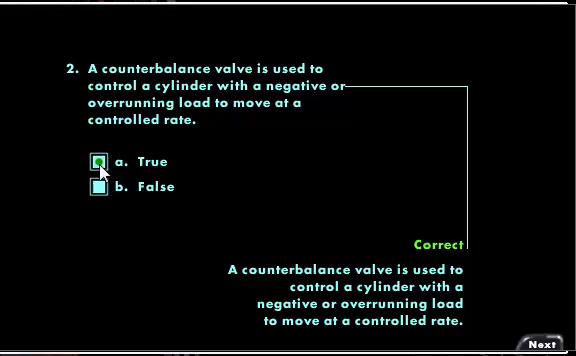 2. A counterbalance valve is used to
control a cylinder with a negative or
overrunning load to move at a
controlled rate.
a. True
b. False
Correct
A counterbalance valve is used to
control a cylinder with a
negative or overrunning load
to move at a controlled rate.
Next